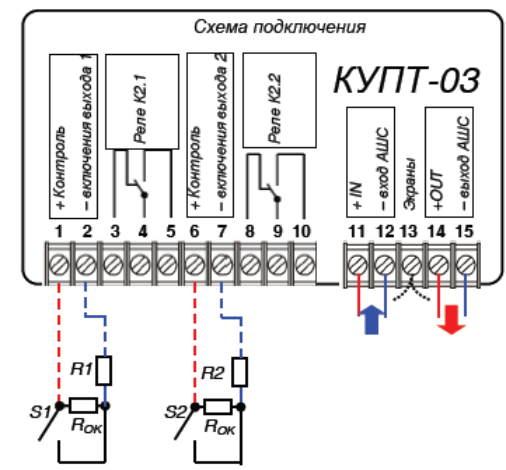 Схема подключения
КУПТ-03
+ Контроль
– включения выхода 1
Реле К2.1
+ Контроль
– включения выхода 2
Реле К2.2
+ IN
– вход АШС
Экраны
+OUT
– выход АШС
1 2 3 4 5 6 7 8 9 10 11 12 13 14 15
R1
R2
S1
Rок
S2
Rок